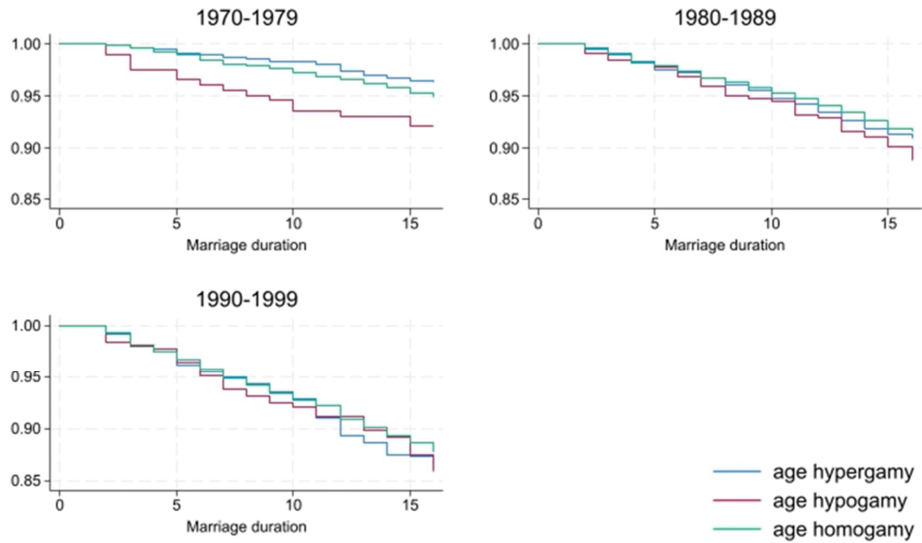 1970-1979
1.00
0.95
0.90
0.85
0 5 10 15
Marriage duration
1980-1989
1.00
0.95
0.90
0.85
0 5 10 15
Marriage duration
1990-1999
1.00
0.95
0.90
0.85
0 5 10 15
Marriage duration
age hypergamy
age hypogamy
age homogamy